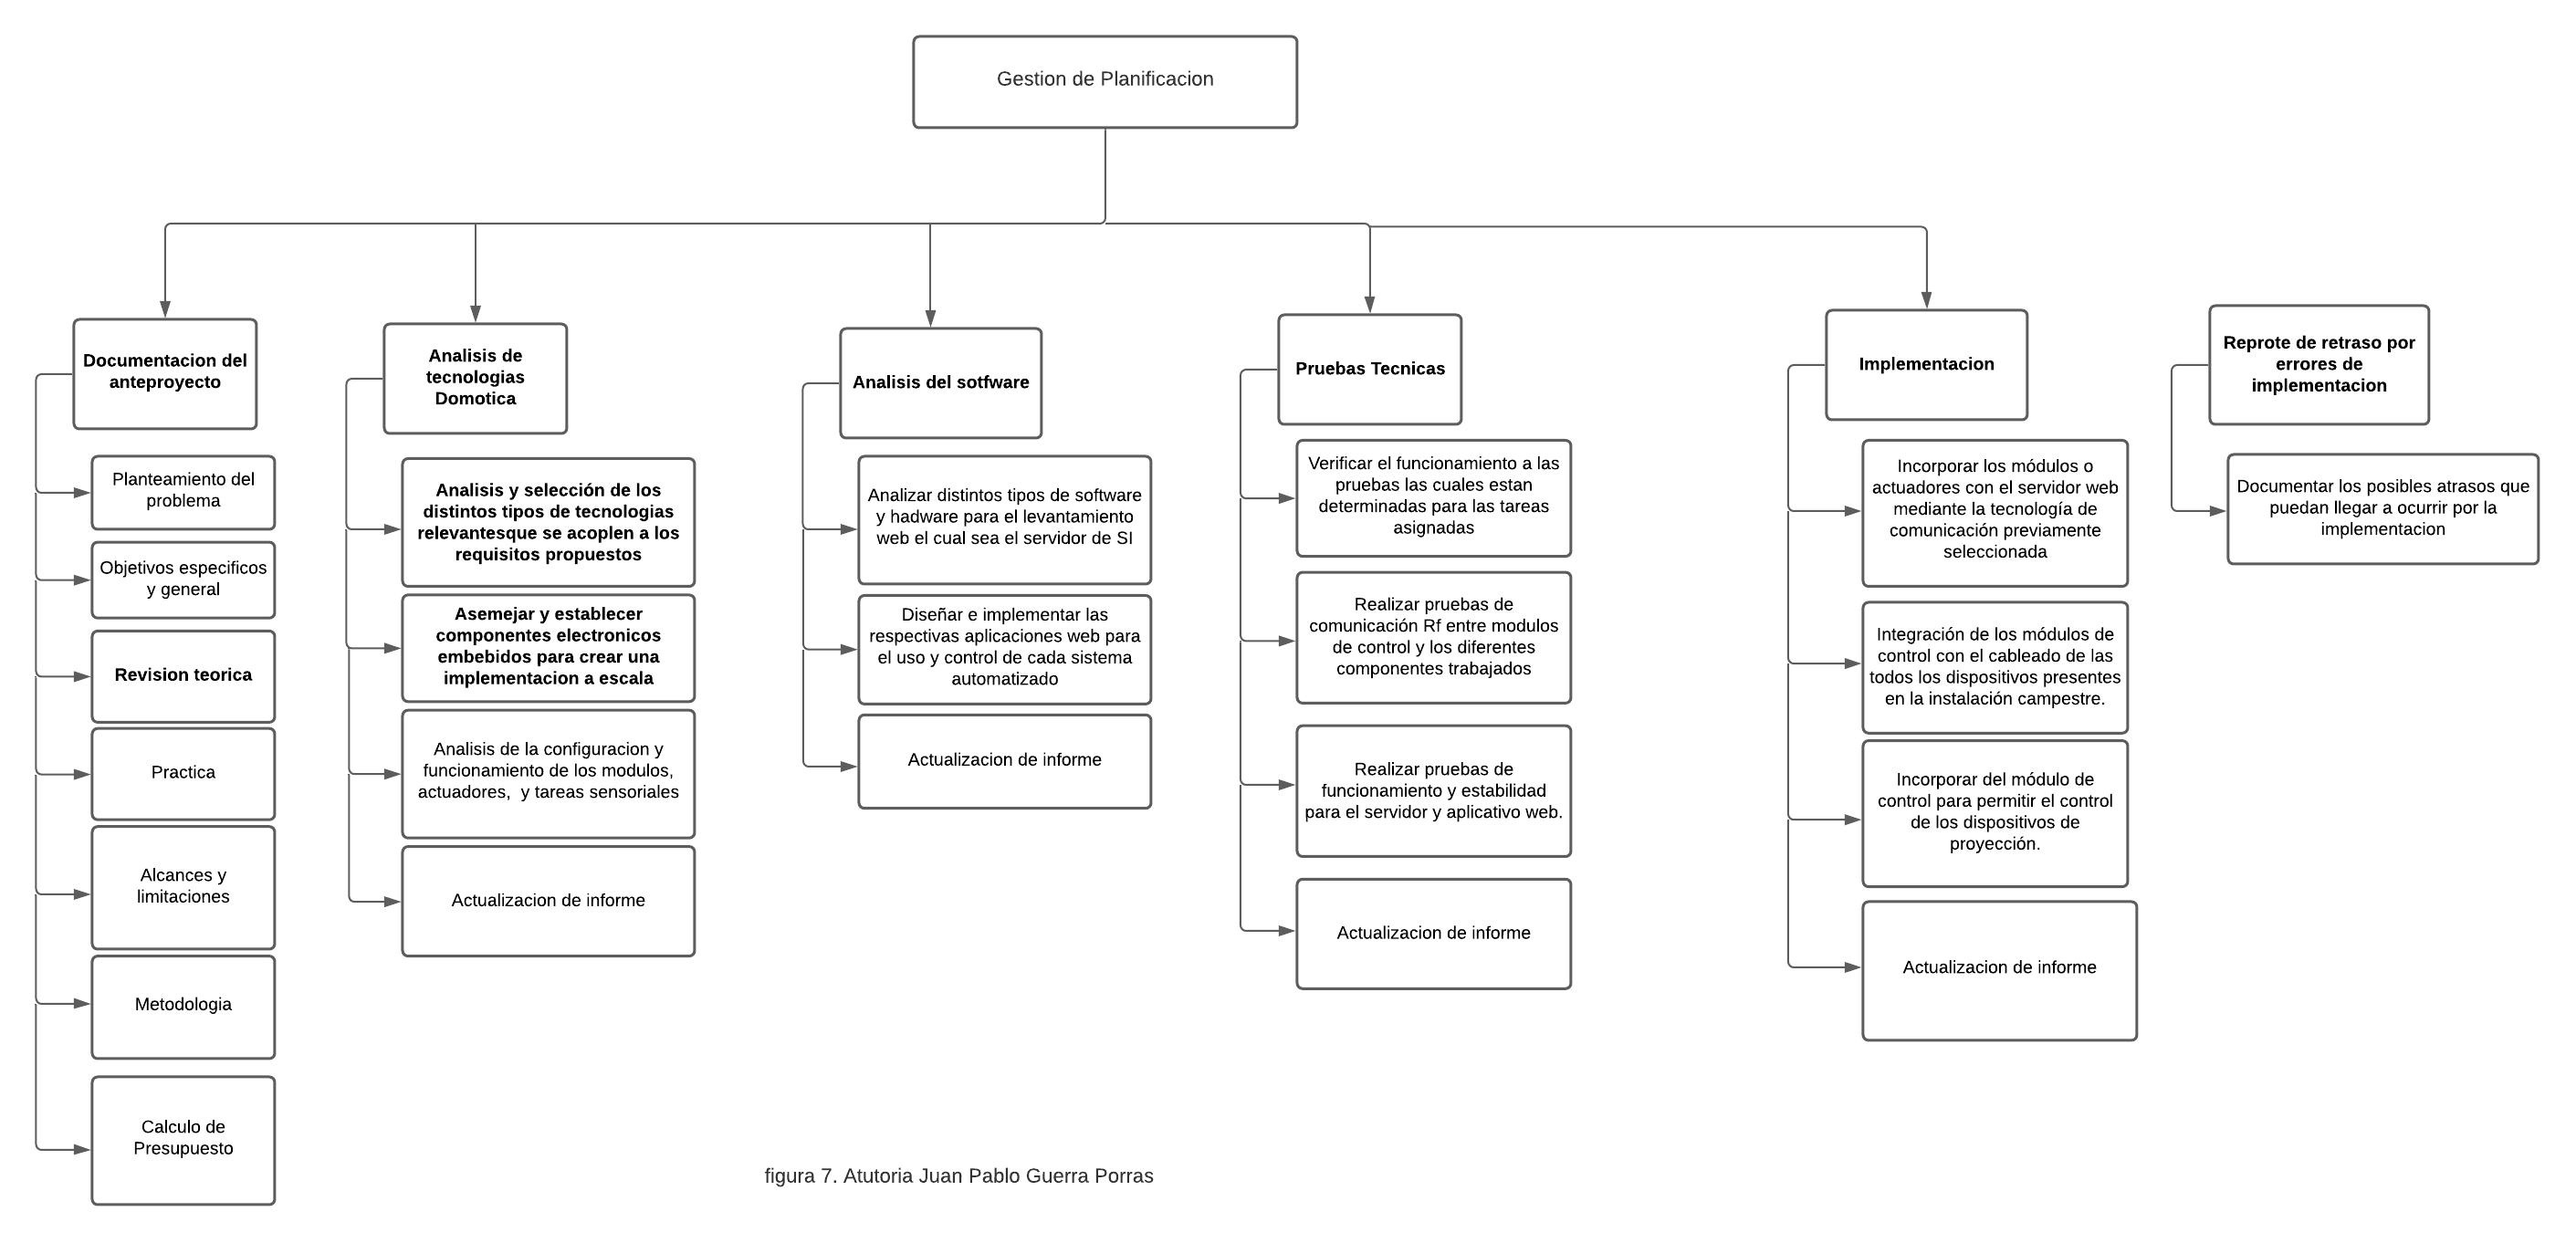 Gestion de Planificacion
Documentacion del
anteproyecto
Planteamiento del
problema
Objetivos especificos
y general
Revision teorica
Practica
Alcances y
limitaciones
Metodologia
Calculo de
Presupuesto
Analisis de
tecnologias
Domotica
Analisis y selección de los
distintos tipos de tecnologias
relevantesque se acoplen a los
requisitos propuestos
Asemejar y establecer
componentes electronicos
embebidos para crear una
implementacion a escala
Analisis de la configuracion y
funcionamiento de los modulos,
actuadores,  y tareas sensoriales
Actualizacion de informe
Analisis del sotfware
Analizar distintos tipos de software
y hadware para el levantamiento
web el cual sea el servidor de SI
Diseñar e implementar las
respectivas aplicaciones web para
el uso y control de cada sistema
automatizado
Actualizacion de informe
Pruebas Tecnicas
Verificar el funcionamiento a las
pruebas las cuales estan
determinadas para las tareas
asignadas
Realizar pruebas de
comunicación Rf entre modulos
de control y los diferentes
componentes trabajados
Realizar pruebas de
funcionamiento y estabilidad
para el servidor y aplicativo web.
Actualizacion de informe
Implementacion
Incorporar los módulos o
actuadores con el servidor web
mediante la tecnología de
comunicación previamente
seleccionada
Integración de los módulos de
control con el cableado de las
todos los dispositivos presentes
en la instalación campestre.
Incorporar del módulo de
control para permitir el control
de los dispositivos de
proyección.
Actualizacion de informe
Reprote de retraso por
errores de
implementacion
Documentar los posibles atrasos que
puedan llegar a ocurrir por la
implementacion
figura 7. Atutoria Juan Pablo Guerra Porras